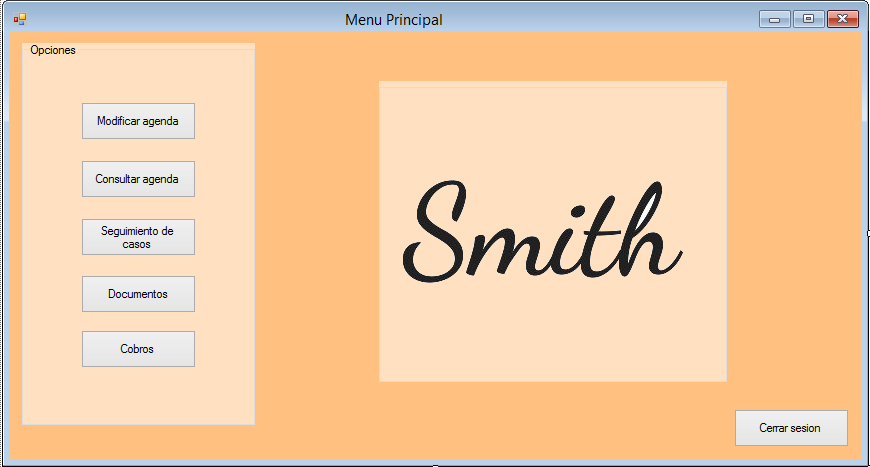 Menu Principal
Opciones
Modificar agenda
Consultar agenda
Seguimiento de
casos
Documentos
Cobros
Smith
Cerrar sesion